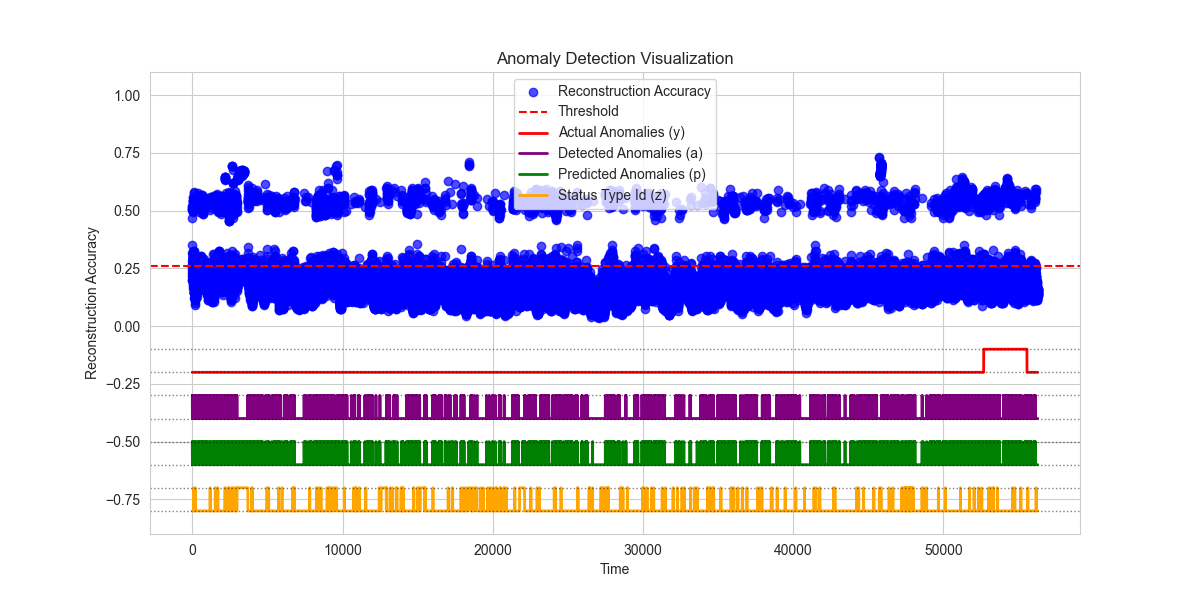 Anomaly Detection Visualization
Reconstruction Accuracy
Threshold
Actual Anomalies (y)
Detected Anomalies (a)
Predicted Anomalies (p)
Status Type Id (z)
Reconstruction Accuracy
1.00
0.75
0.50
0.25
0.00
−0.25
−0.50
−0.75
0
10000
20000
30000
40000
50000
Time